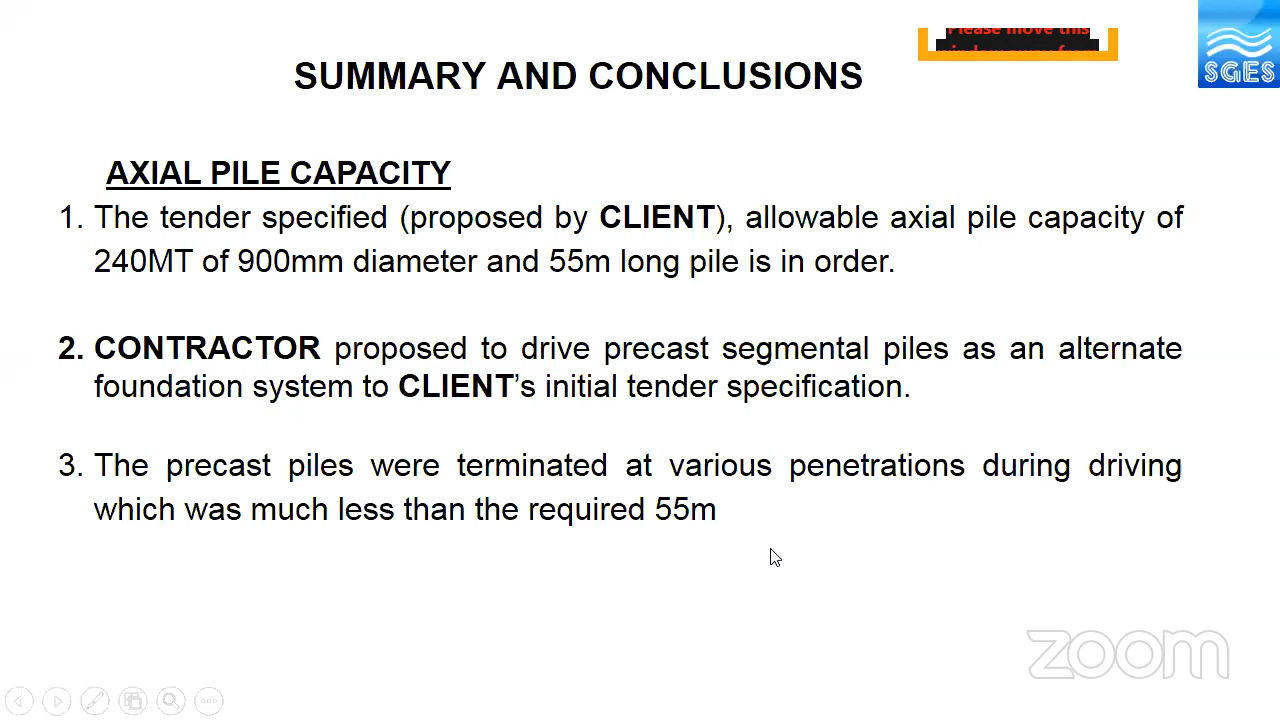 Please move this
SUMMARY AND CONCLUSIONS
SGES
AXIAL PILE CAPACITY
1. The tender specified (proposed by CLIENT), allowable axial pile capacity of
240MT of 900mm diameter and 55m long pile is in order.
2. CONTRACTOR proposed to drive precast segmental piles as an alternate
foundation system to CLIENT's initial tender specification.
3. The precast piles were terminated at various penetrations during driving
which was much less than the required 55m
zoom